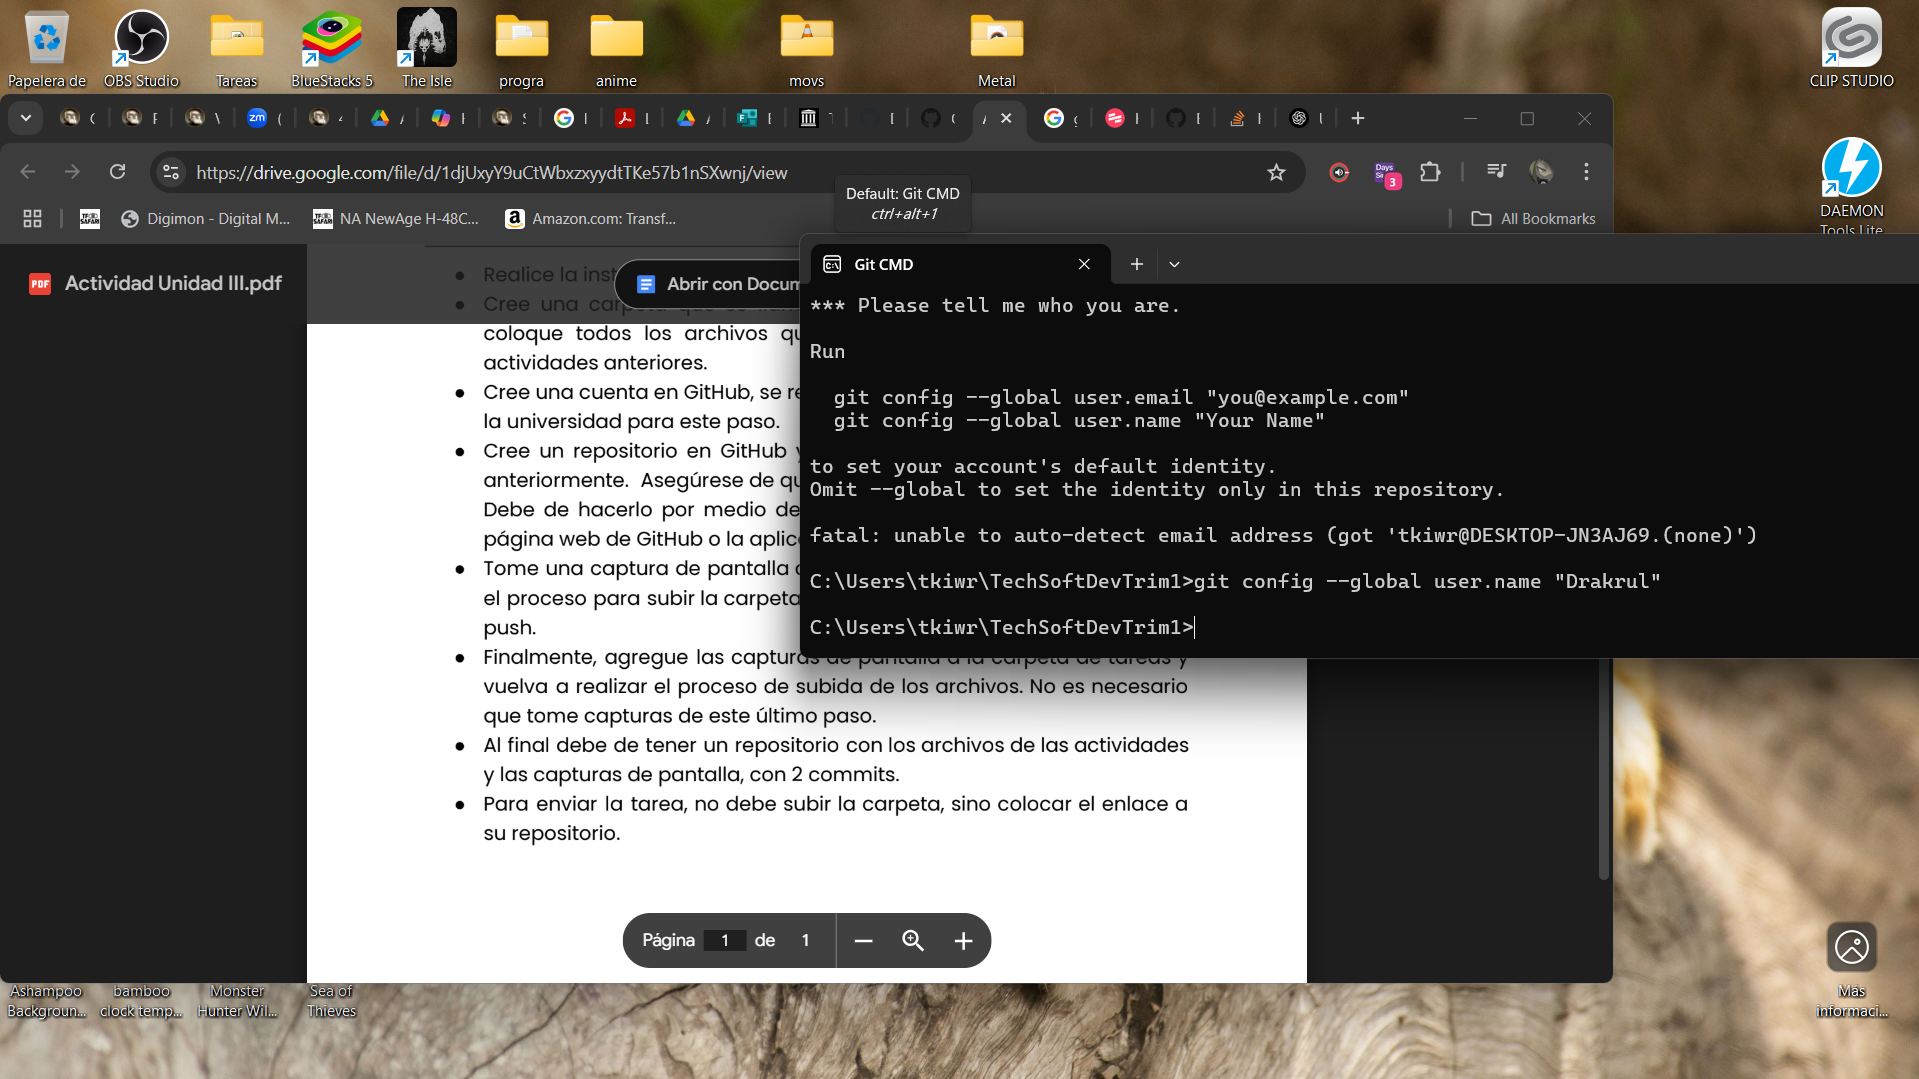 Papelera de
OBS Studio
Tareas
BlueStacks 5
The Isle
progra
anime
movs
Metal
CLIP STUDIO
DAEMON
Tools Lite
zm
https://drive.google.com/file/d/1djUxyY9uCtWbxzxyydtTKe57b1nSXwnj/view
Days
3
Digimon - Digital M...
NA NewAge H-48C...
Amazon.com: Transf...
All Bookmarks
Default: Git CMD
ctrl+alt+1
PDF
Actividad Unidad III.pdf
Abrir con Docum
Realice la inst
Cree una carpeta que se llam
coloque todos los archivos qu
actividades anteriores.
Cree una cuenta en GitHub, se re
la universidad para este paso.
Cree un repositorio en GitHub y
anteriormente. Asegúrese de qu
Debe de hacerlo por medio de
página web de GitHub o la aplic
Tome una captura de pantalla
el proceso para subir la carpeta
push.
Finalmente, agregue las capturas de pantalla a la carpeta de tareas y
vuelva a realizar el proceso de subida de los archivos. No es necesario
que tome capturas de este último paso.
Al final debe de tener un repositorio con los archivos de las actividades
y las capturas de pantalla, con 2 commits.
Para enviar la tarea, no debe subir la carpeta, sino colocar el enlace a
su repositorio.
Página 1 de 1
Git CMD
*** Please tell me who you are.
Run
git config --global user.email "you@example.com"
git config --global user.name "Your Name"
to set your account's default identity.
Omit --global to set the identity only in this repository.
fatal: unable to auto-detect email address (got 'tkiwr@DESKTOP-JN3AJ69.(none)')
C:\Users\tkiwr\TechSoftDevTrim1>git config --global user.name "Drakrul"
C:\Users\tkiwr\TechSoftDevTrim1>
Ashampoo
Backgroun...
bamboo
clock temp...
Monster
Hunter Wil...
Sea of
Thieves
Más
informaci...